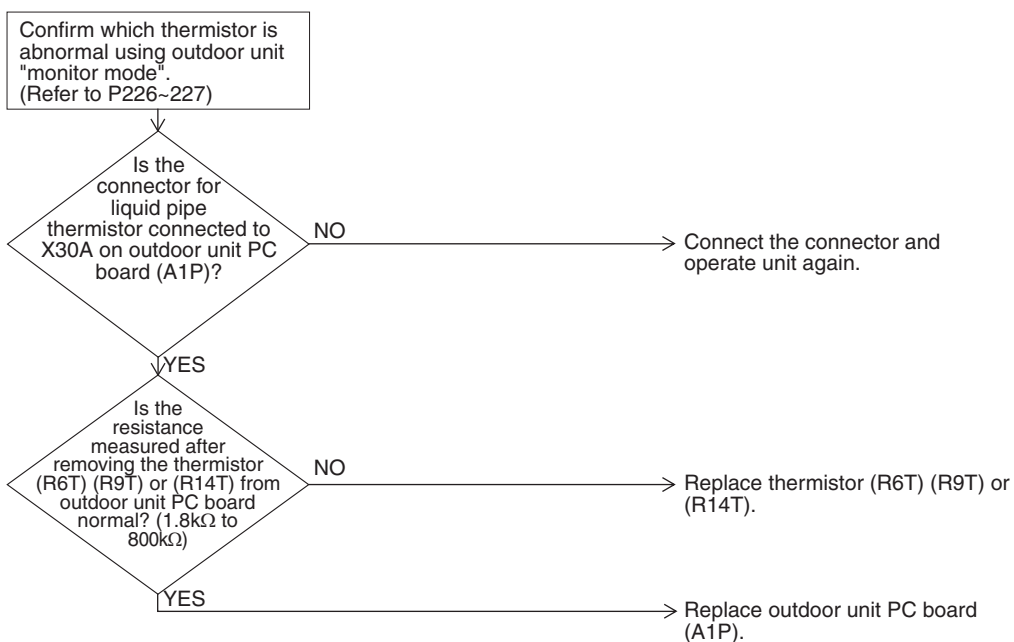 Confirm which thermistor is
abnormal using outdoor unit
"monitor mode".
(Refer to P226~227)
Is the
connector for
liquid pipe
thermistor connected to
X30A on outdoor unit PC
board (A1P)?
NO
Connect the connector and
operate unit again.
YES
Is the
resistance
measured after
removing the thermistor
(R6T) (R9T) or (R14T) from
outdoor unit PC board
normal? (1.8kΩ to
800kΩ)
NO
Replace thermistor (R6T) (R9T) or
(R14T).
YES
Replace outdoor unit PC board
(A1P).